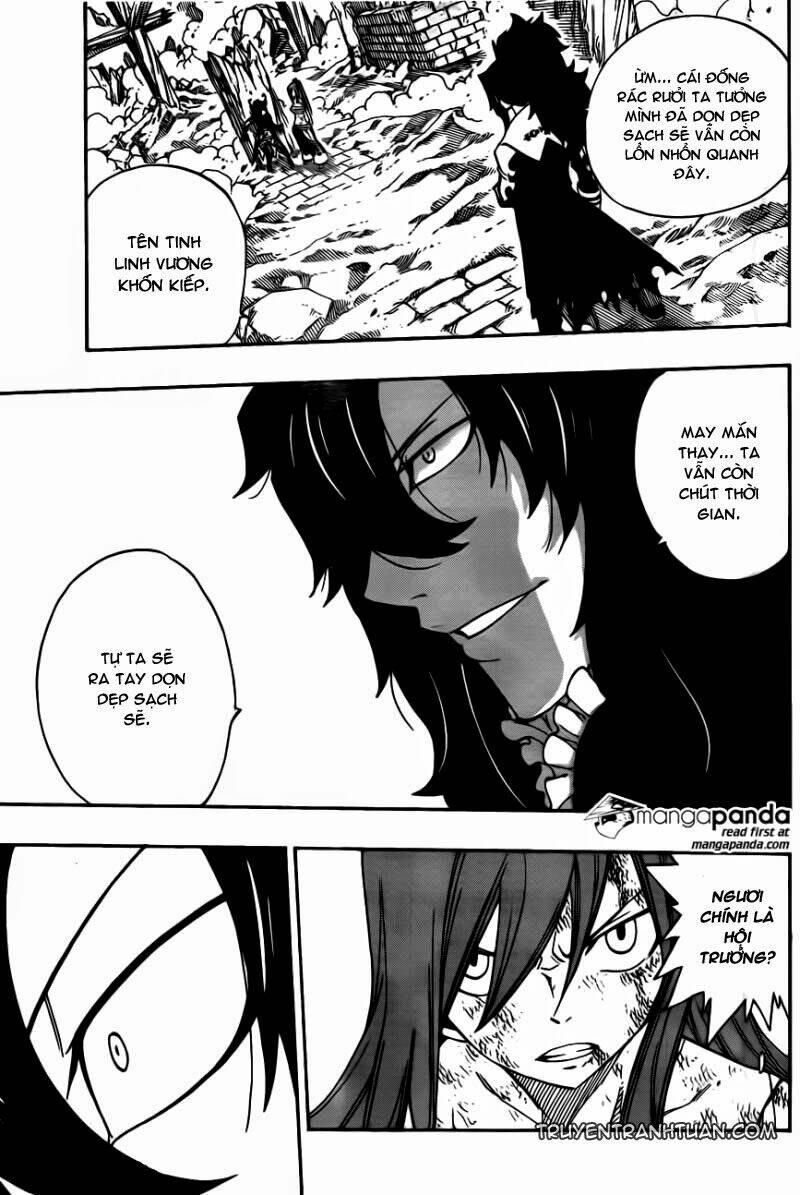 ỪM... CÁI ĐỐNG
RÁC RƯỞI TA TƯỞNG
MÌNH ĐÃ DỌN DẸP
SẠCH SẼ VẪN CÒN
LỔN NHỔN QUANH
ĐÂY.
TÊN TINH
LINH VƯƠNG
KHỐN KIẾP.
MAY MẮN
THAY... TA
VẪN CÒN
CHÚT THỜI
GIAN.
TỰ TA SẼ
RA TAY DỌN
DẸP SẠCH
SẼ.
mangapanda
read first at
mangapanda.com
NGƯƠI
CHÍNH LÀ
HỘI
TRƯỞNG?
TRUYENTRANHTUAN.COM